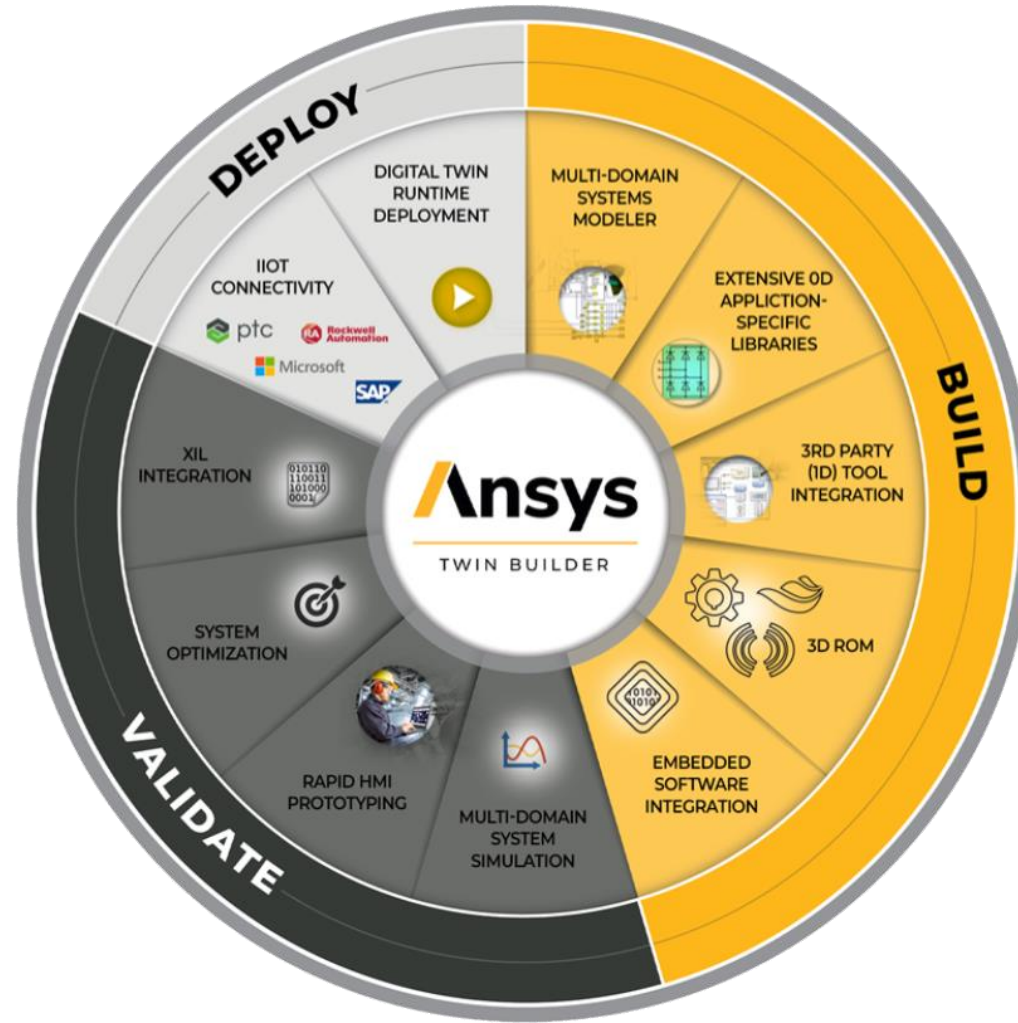 DEPLOY
DIGITAL TWIN
RUNTIME
DEPLOYMENT
IIOT
CONNECTIVITY
ptc
RA
Rockwell
Automation
Microsoft
SAP
BUILD
MULTI-DOMAIN
SYSTEMS
MODELER
EXTENSIVE 0D
APPLICTION-
SPECIFIC
LIBRARIES
3RD PARTY
(1D) TOOL
INTEGRATION
3D ROM
EMBEDDED
SOFTWARE
INTEGRATION
VALIDATE
MULTI-DOMAIN
SYSTEM
SIMULATION
RAPID HMI
PROTOTYPING
SYSTEM
OPTIMIZATION
XIL
INTEGRATION
010110
110011
101000
0001
Ansys
TWIN BUILDER